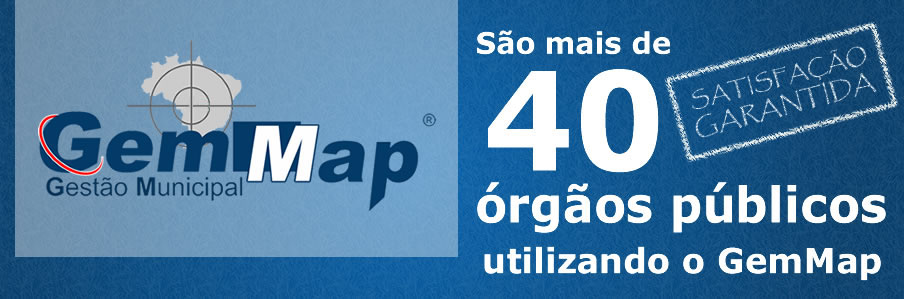 GemMap®
Gestão Municipal
São mais de
40
órgãos públicos
utilizando o GemMap
SATISFAÇÃO
GARANTIDA